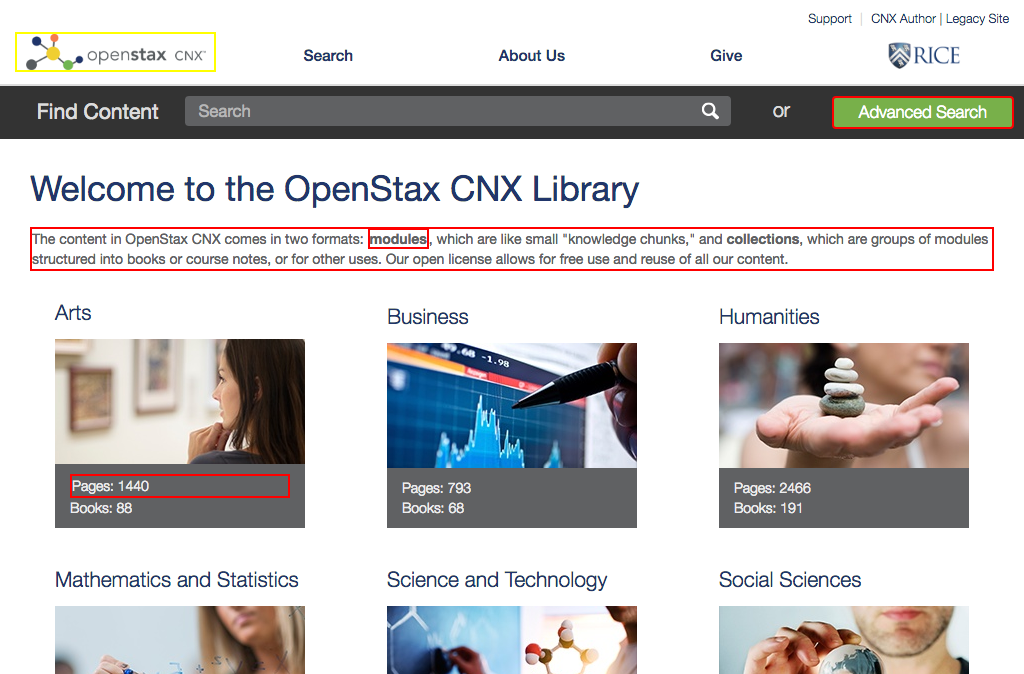 Support | CNX Author | Legacy Site
openstax CNX
Search
About Us
Give
RICE
Find Content
Search
or
Advanced Search
Welcome to the OpenStax CNX Library
The content in OpenStax CNX comes in two formats: modules, which are like small "knowledge chunks," and collections, which are groups of modules
structured into books or course notes, or for other uses. Our open license allows for free use and reuse of all our content.
Arts
Business
Humanities
-1.98
Pages: 1440
Books: 88
Pages: 793
Books: 68
Pages: 2466
Books: 191
Mathematics and Statistics
Science and Technology
Social Sciences